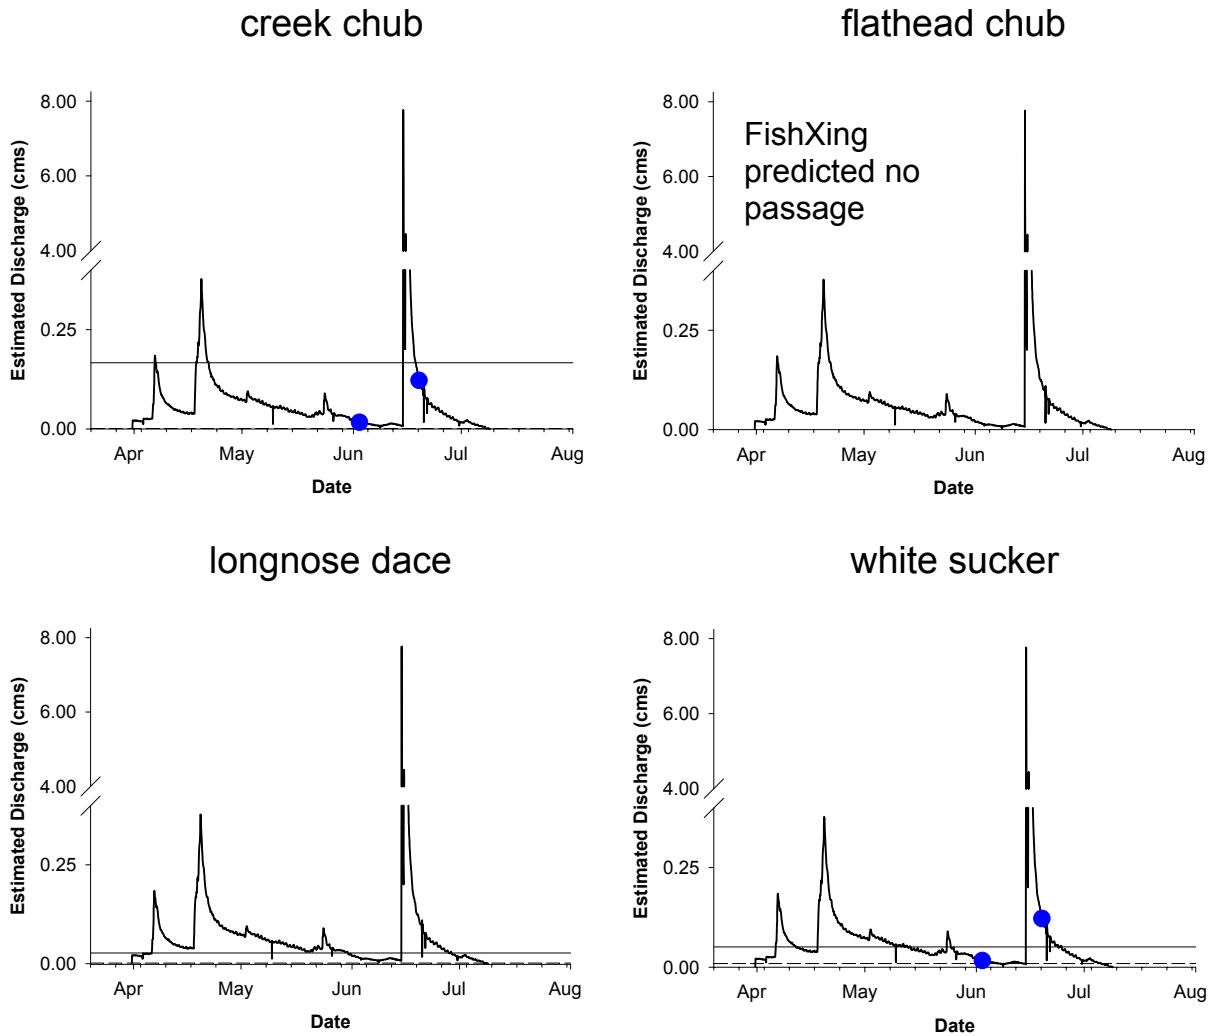 creek chub
Estimated Discharge (cms)
8.00
6.00
4.00
0.25
0.00
Apr May Jun Jul Aug
Date
flathead chub
FishXing
predicted no
passage
Estimated Discharge (cms)
8.00
6.00
4.00
0.25
0.00
Apr May Jun Jul Aug
Date
longnose dace
Estimated Discharge (cms)
8.00
6.00
4.00
0.25
0.00
Apr May Jun Jul Aug
Date
white sucker
Estimated Discharge (cms)
8.00
6.00
4.00
0.25
0.00
Apr May Jun Jul Aug
Date